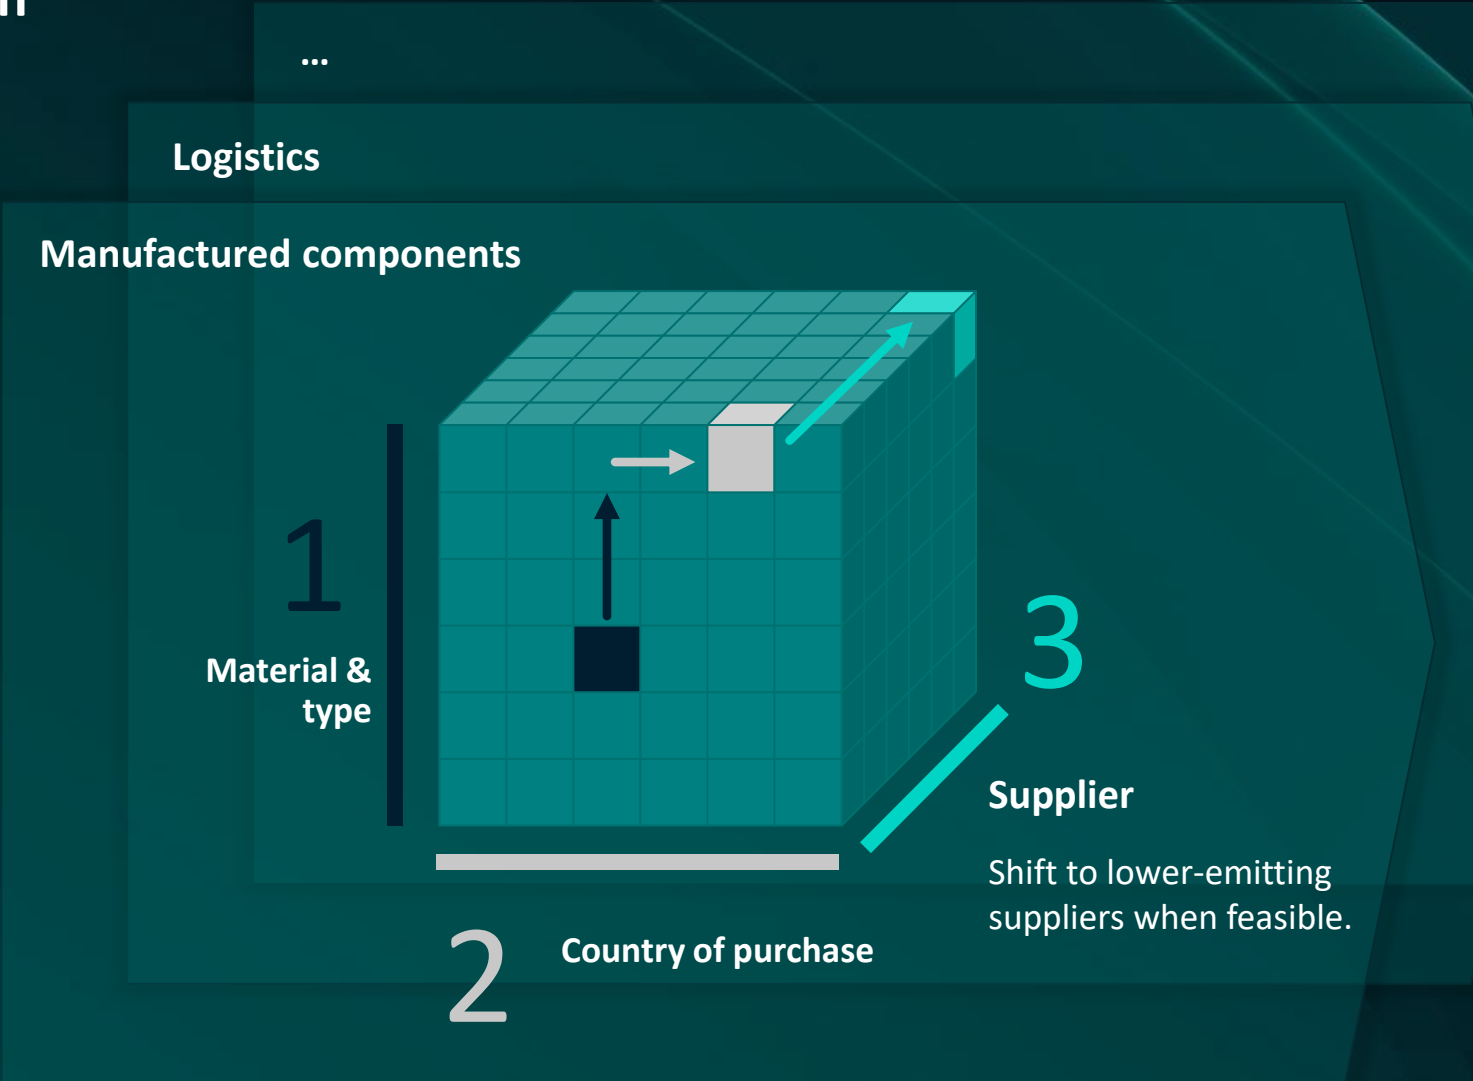 …
Logistics
Manufactured components
1
Material &
type
3
Supplier
Shift to lower-emitting
suppliers when feasible.
2
Country of purchase